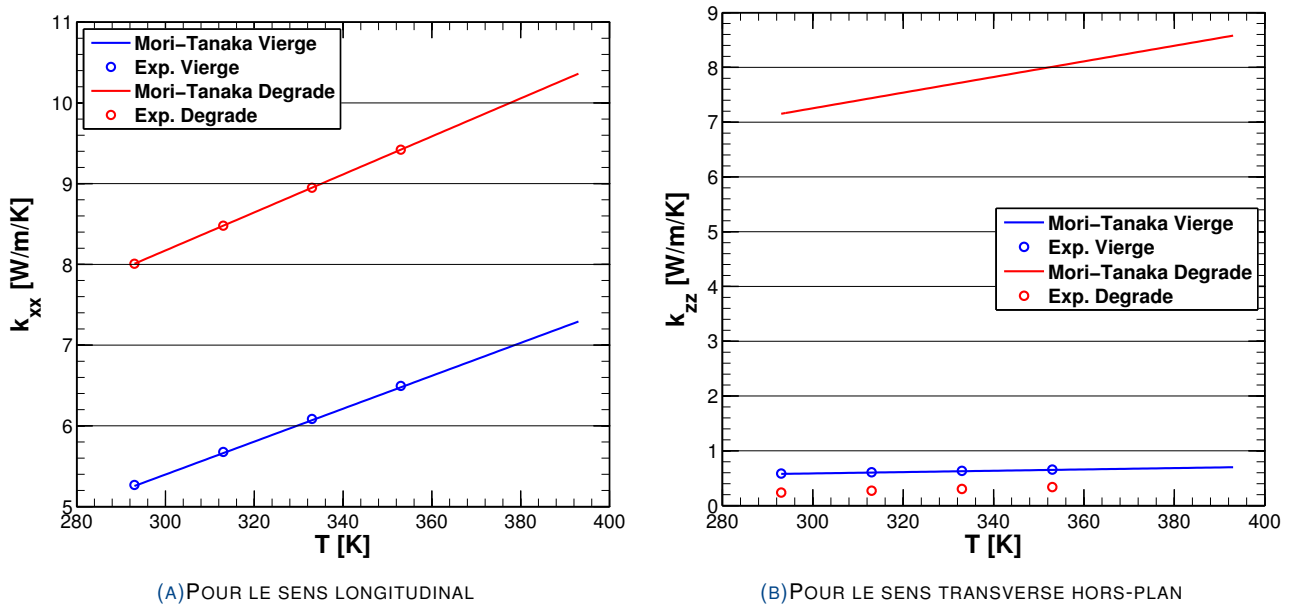 11
10
9
8
7
6
5
280
300
320
340
360
380
400
T [K]
k xx [W/m/K]
Mori−Tanaka Vierge
Exp. Vierge
Mori−Tanaka Degrade
Exp. Degrade
(A)POUR LE SENS LONGITUDINAL
9
8
7
6
5
4
3
2
1
0
280
300
320
340
360
380
400
T [K]
k zz [W/m/K]
Mori−Tanaka Vierge
Exp. Vierge
Mori−Tanaka Degrade
Exp. Degrade
(B)POUR LE SENS TRANSVERSE HORS-PLAN